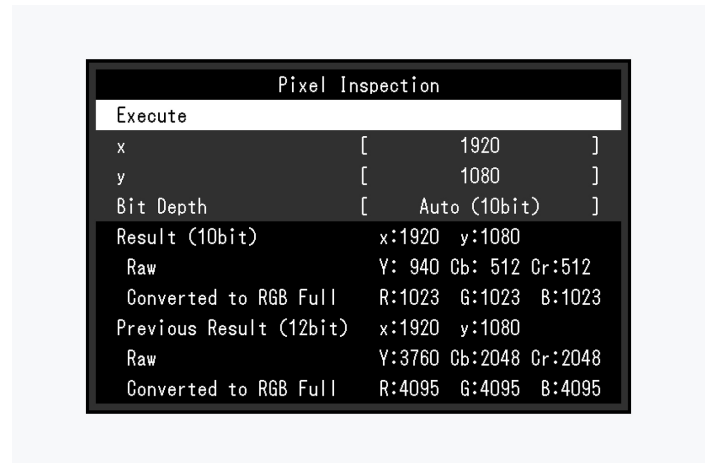 Pixel Inspection
Execute
x [ 1920 ]
y [ 1080 ]
Bit Depth [ Auto (10bit) ]
Result (10bit) x:1920 y:1080
Raw Y: 940 Cb: 512 Cr:512
Converted to RGB Full R:1023 G:1023 B:1023
Previous Result (12bit) x:1920 y:1080
Raw Y:3760 Cb:2048 Cr:2048
Converted to RGB Full R:4095 G:4095 B:4095